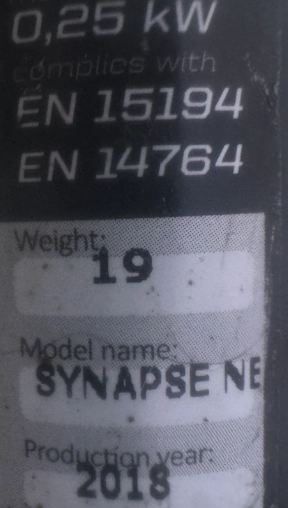 0,25 kW
complies with
EN 15194
EN 14764
Weight:
19
Model name:
SYNAPSE NE
Production year:
2018